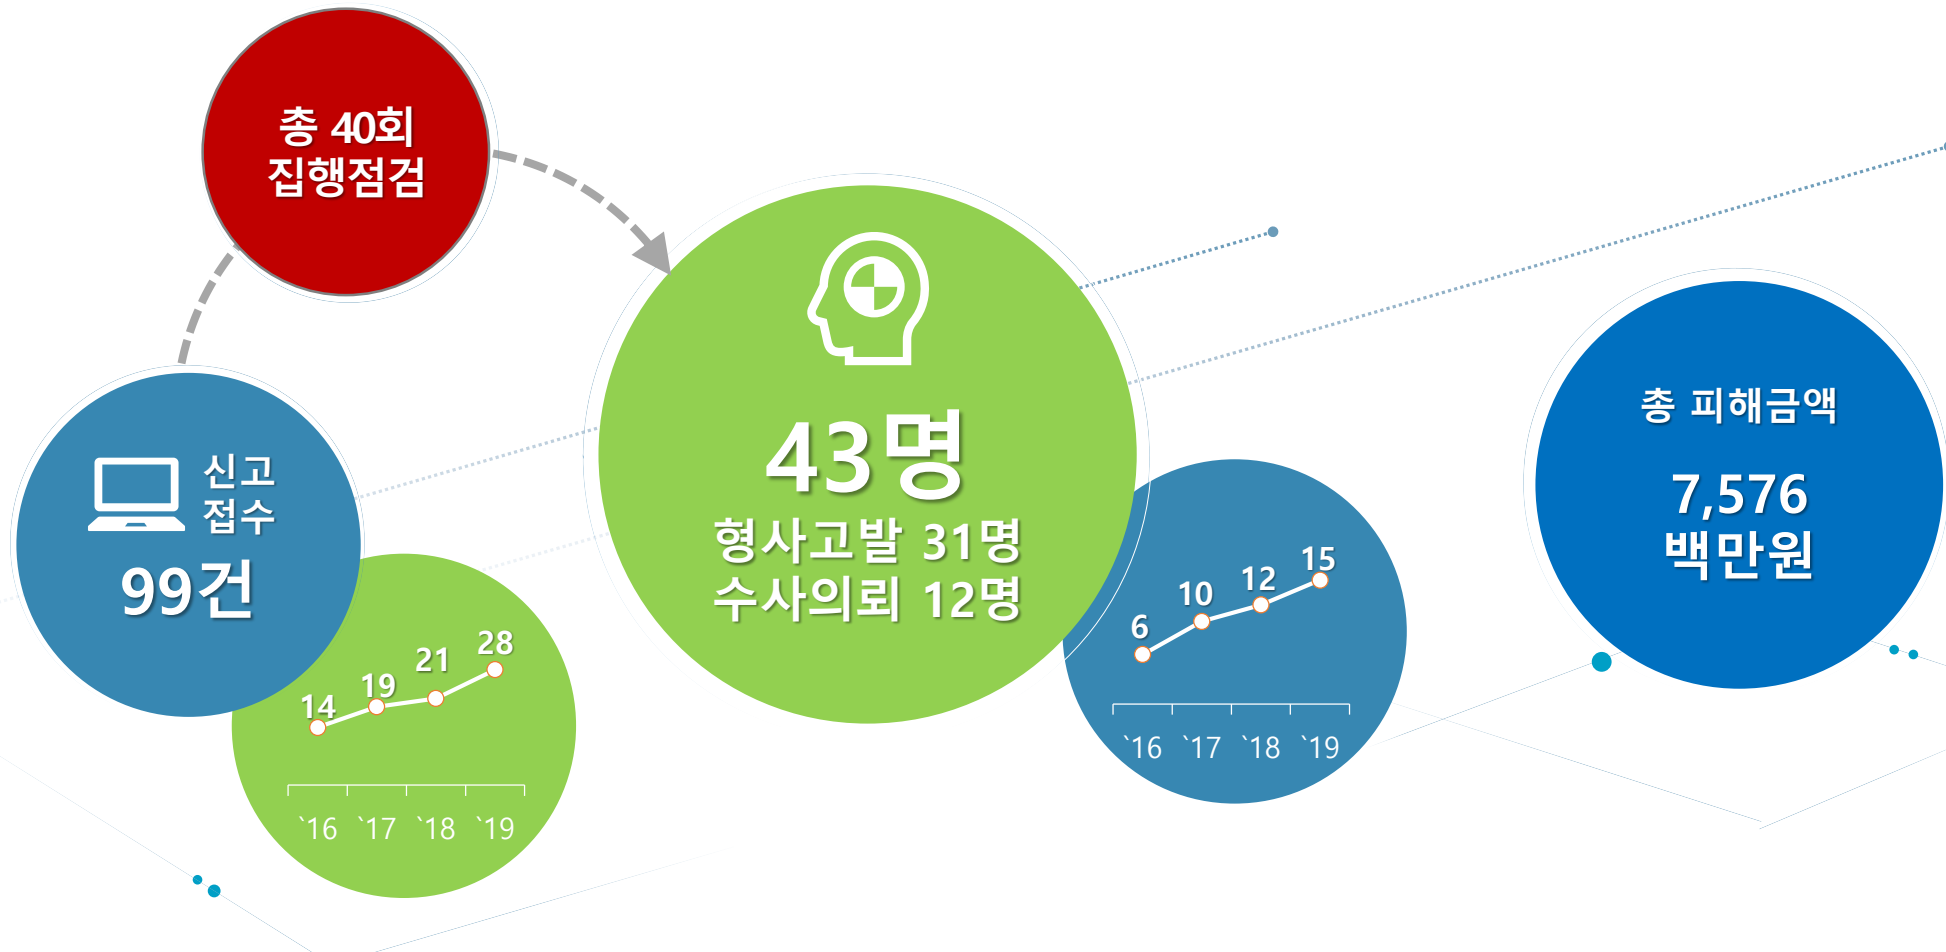 총 40회
집행점검
신고
접수
99건
14
19
21
28
`16 `17 `18 `19
43명
형사고발 31명
수사의뢰 12명
6
10
12
15
`16 `17 `18 `19
총 피해금액
7,576
백만원